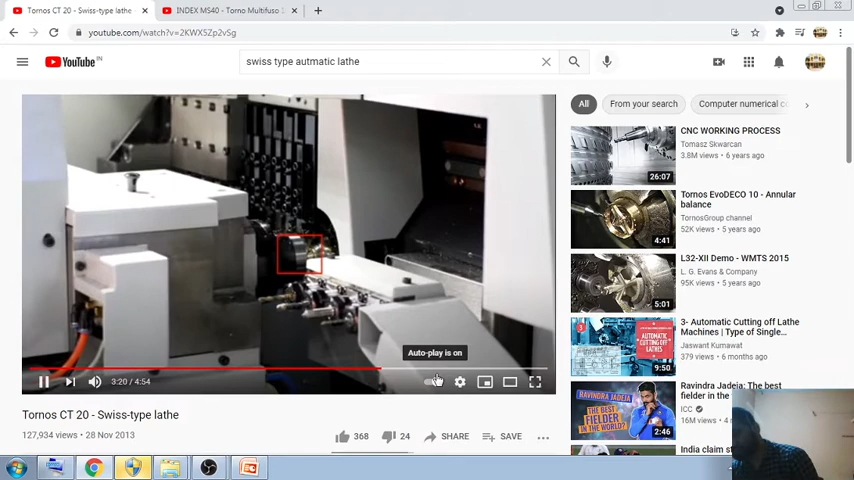 Tornos CT 20 - Swiss-type lathe
INDEX MS40 - Torno Multifuso
youtube.com/watch?v=2KWX5Zp2vSg
YouTube IN
swiss type autmatic lathe
All
From your search
Computer numerical co
CNC WORKING PROCESS
Tomasz Skwarcan
3.8M views • 6 years ago
26:07
Tornos EvoDECO 10 - Annular
balance
TornosGroup channel
52K views • 5 years ago
4:41
L32-XII Demo - WMTS 2015
L. G. Evans & Company
95K views • 5 years ago
5:01
3- Automatic Cutting off Lathe
Machines | Type of Single...
Jaswant Kumawat
379 views • 6 months ago
3
AUTOMATIC
CUTTING OFF
LATHES
9:50
Ravindra Jadeja: The best
fielder in the
ICC
16M views •
RAVINDRA JADEJA
THE BEST
FIELDER
IN THE
WORLD?
2:46
India claim
Auto-play is on
3:20 / 4:54
Tornos CT 20 - Swiss-type lathe
127,934 views • 28 Nov 2013
368
24
SHARE
SAVE